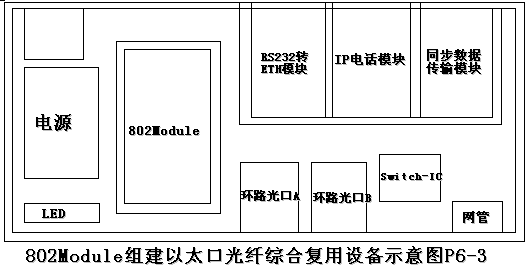 RS232转
ETH模块
IP电话模块
同步数据
传输模块
电源
802Module
Switch-IC
环路光口A
环路光口B
LED
网管
802Module组建以太口光纤综合复用设备示意图P6-3